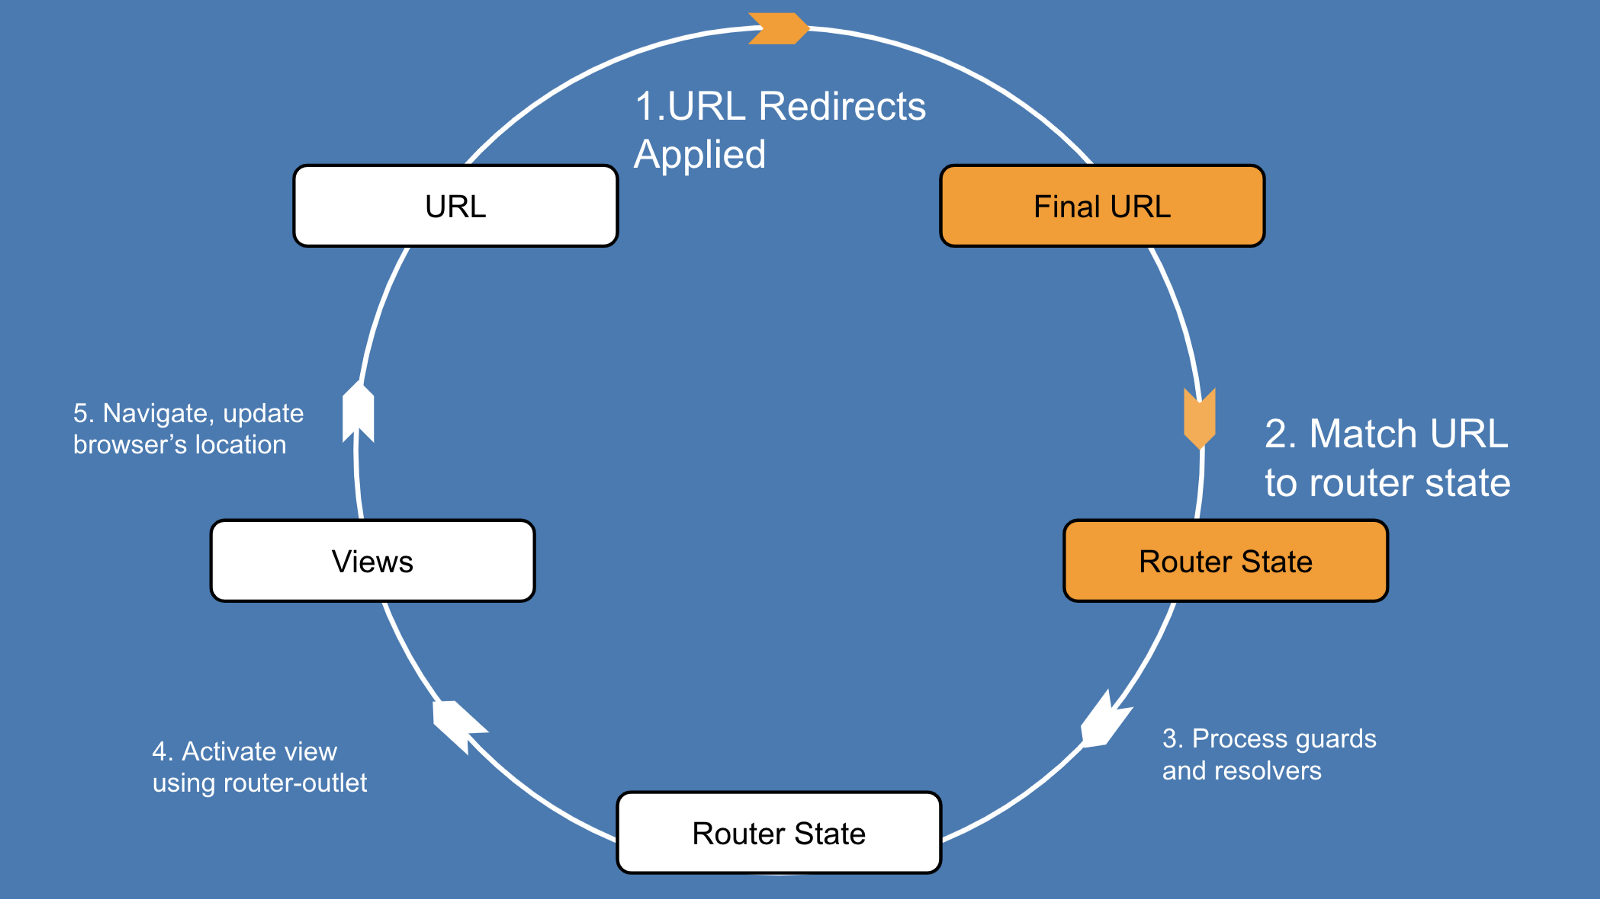 1.URL Redirects
Applied
URL
Final URL
5. Navigate, update
browser’s location
2. Match URL
to router state
Views
Router State
4. Activate view
using router-outlet
3. Process guards
and resolvers
Router State